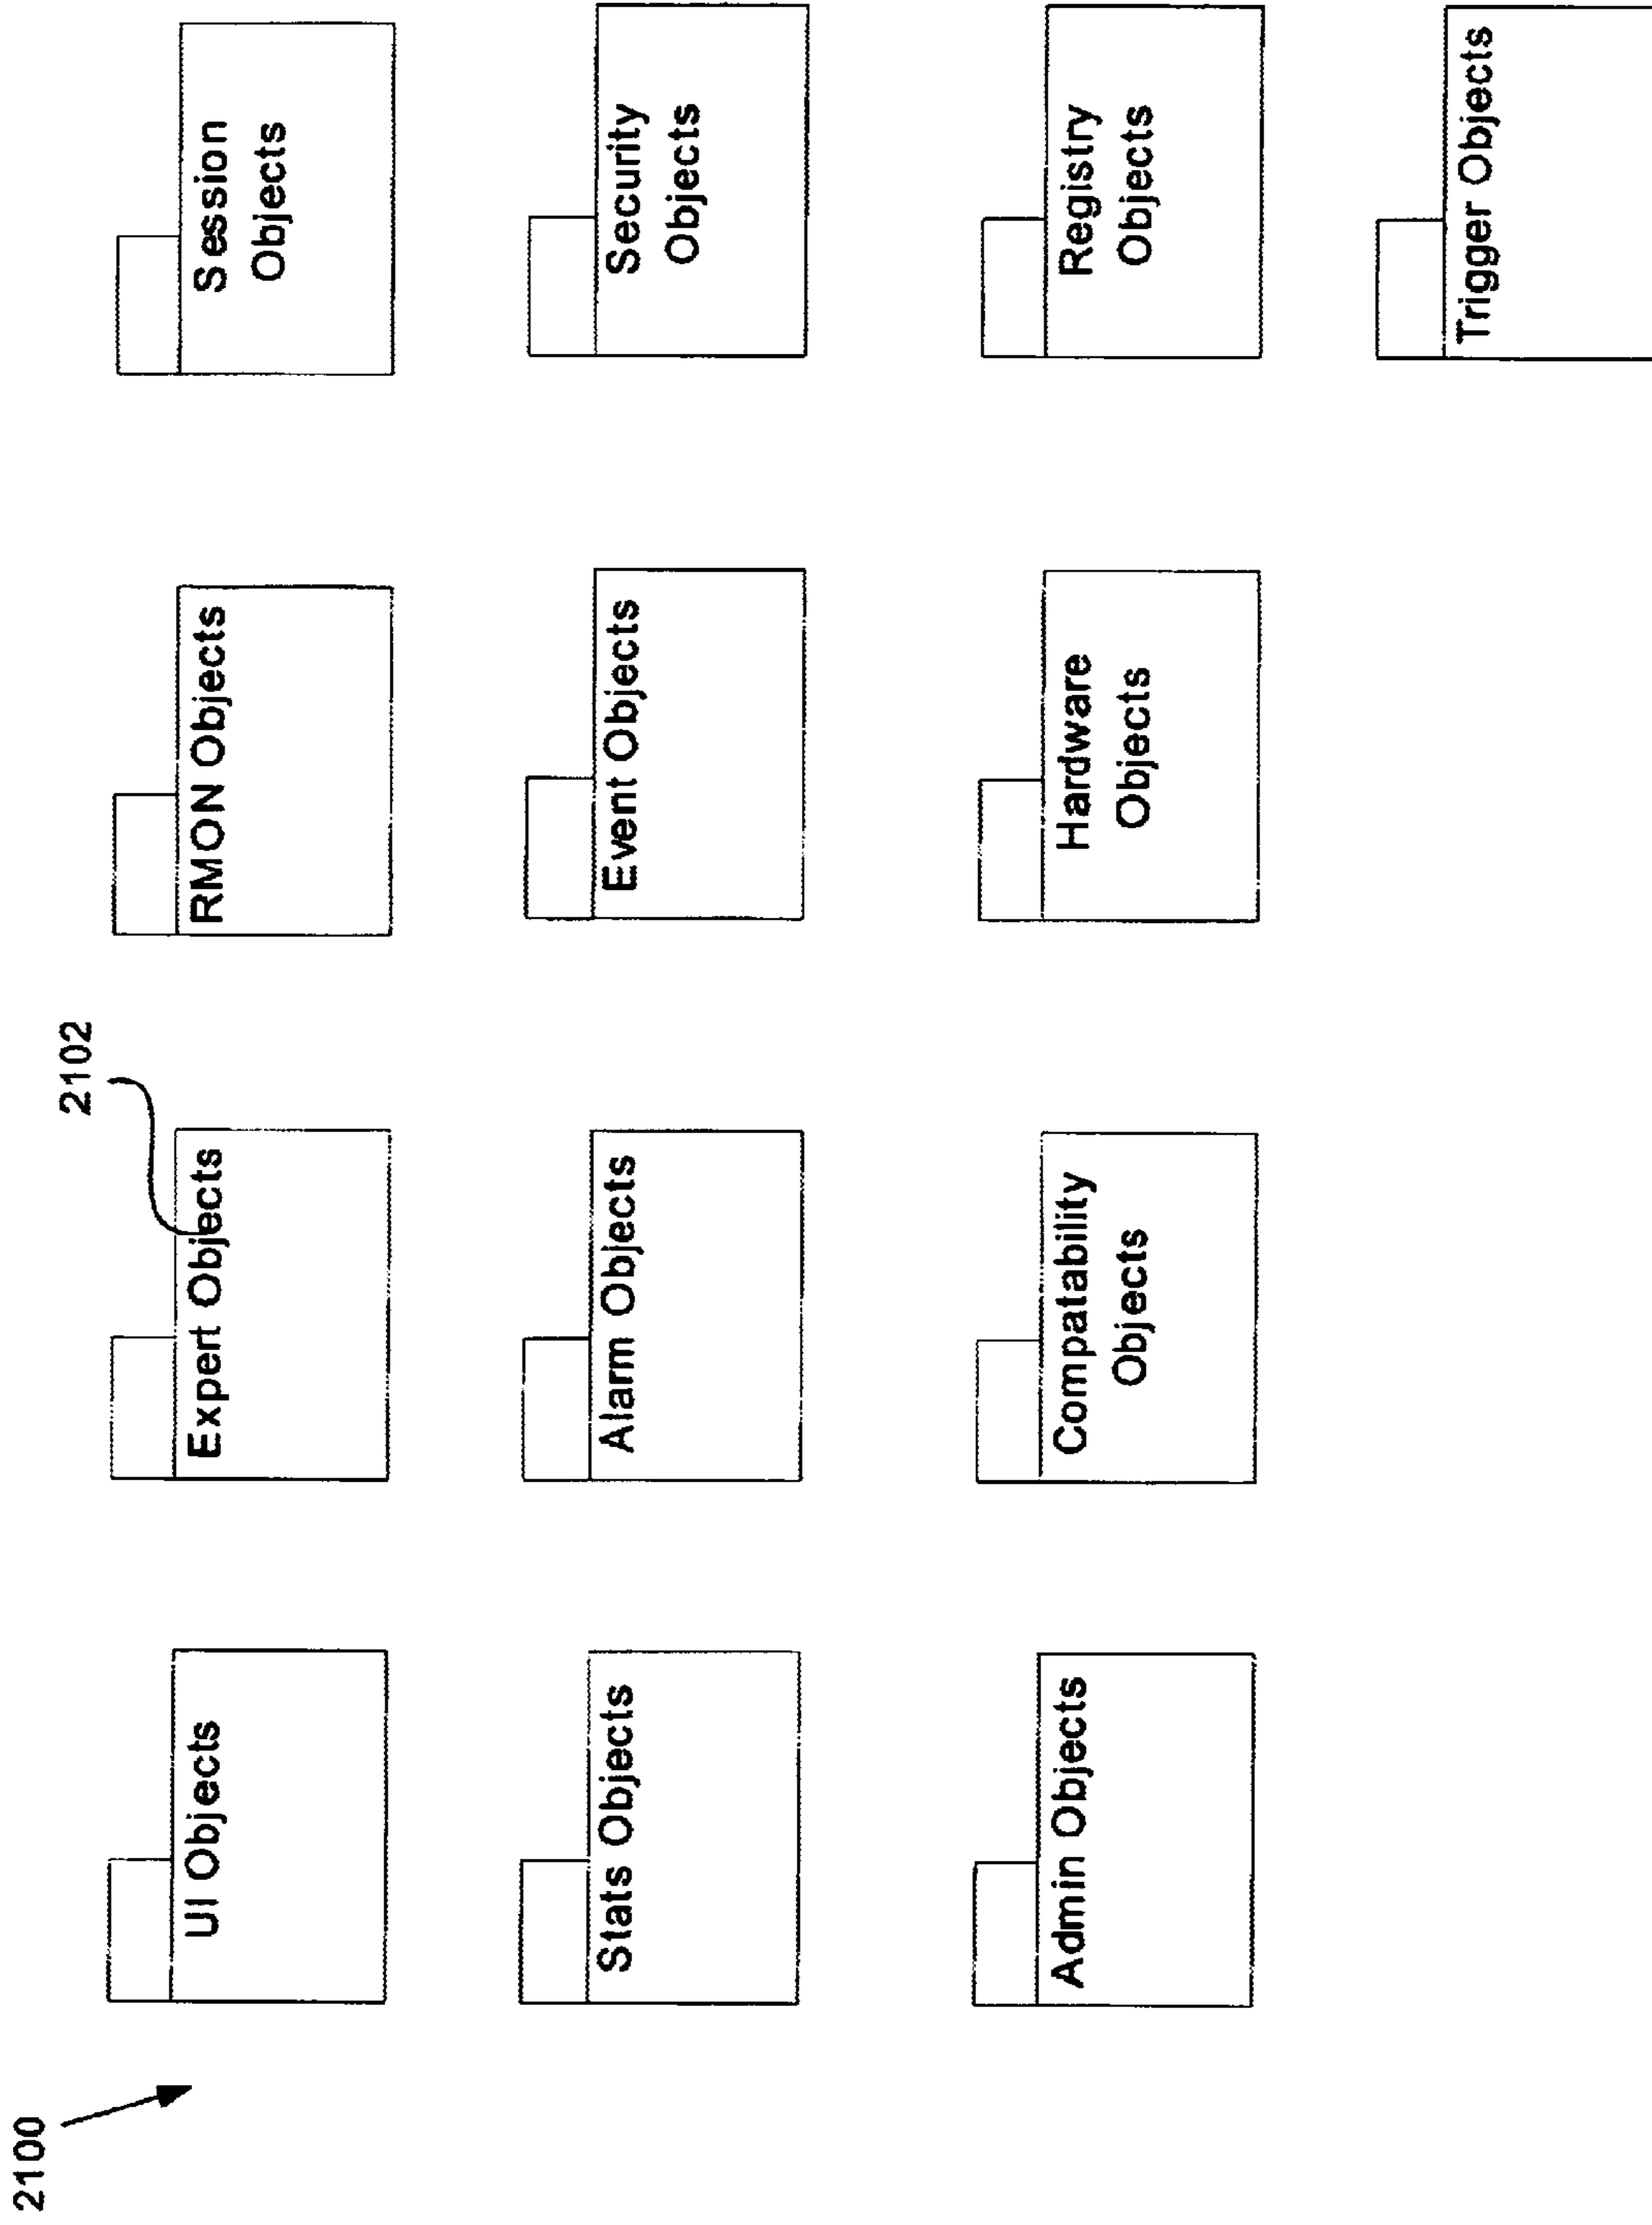 2100
2102
UI Objects
Expert Objects
RMON Objects
Session
Objects
Stats Objects
Alarm Objects
Event Objects
Security
Objects
Admin Objects
Compatability
Objects
Hardware
Objects
Registry
Objects
Trigger Objects